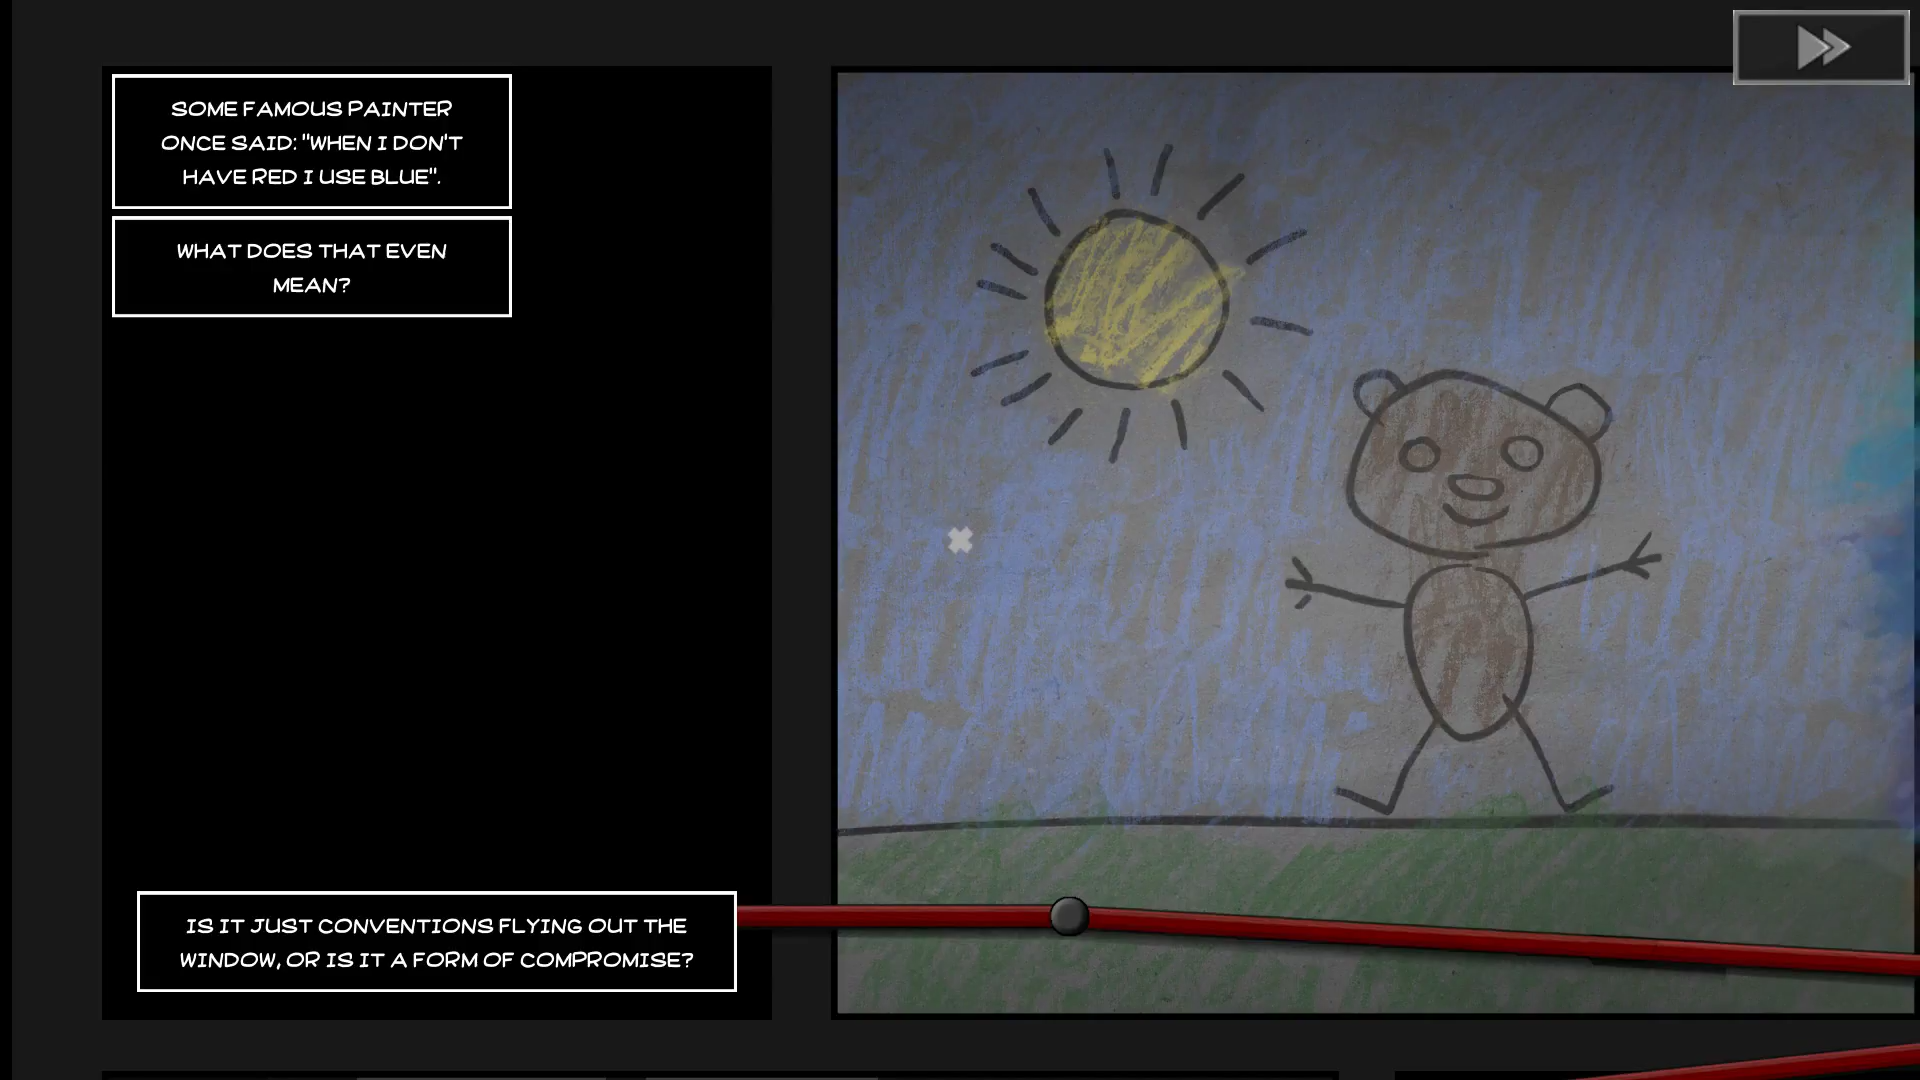 SOME FAMOUS PAINTER
ONCE SAID: "WHEN I DON'T
HAVE RED I USE BLUE".
WHAT DOES THAT EVEN
MEAN?
IS IT JUST CONVENTIONS FLYING OUT THE
WINDOW, OR IS IT A FORM OF COMPROMISE?